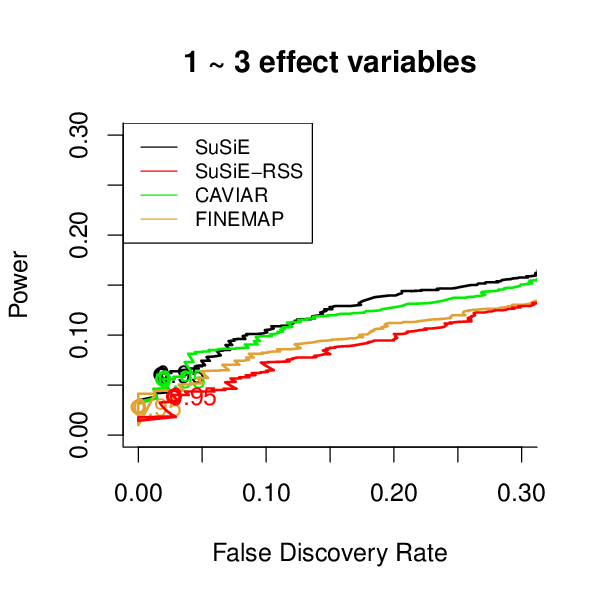 1 ~ 3 effect variables
SuSiE
SuSiE−RSS
CAVIAR
FINEMAP
Power
0.00
0.10
0.20
0.30
0.95
0.00
0.10
0.20
0.30
False Discovery Rate